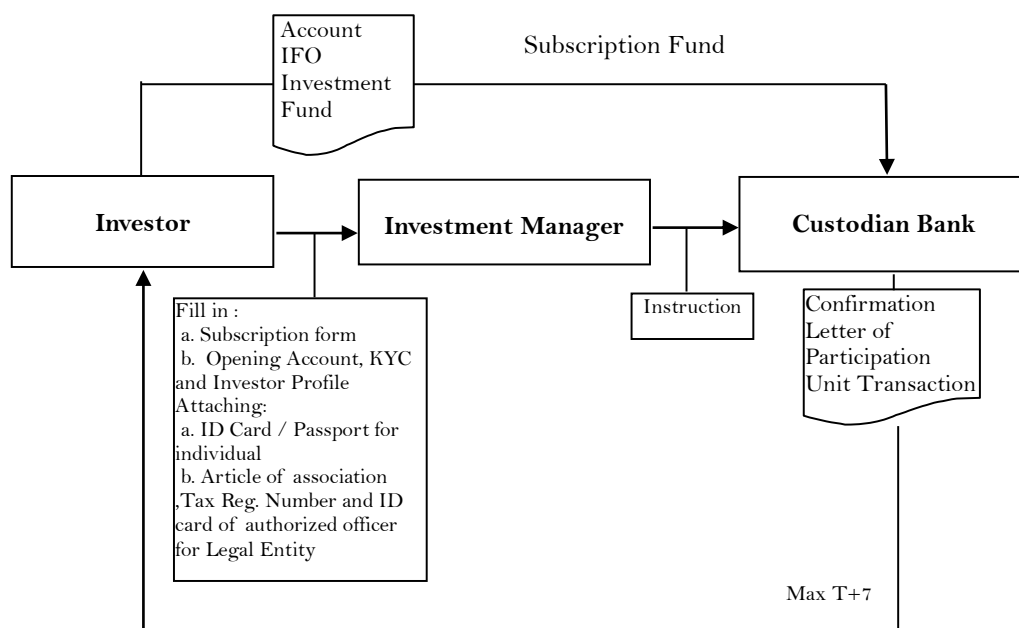 Account
IFO
Investment
Fund
Subscription Fund
Investor
Investment Manager
Custodian Bank
Fill in :
a. Subscription form
b. Opening Account, KYC
and Investor Profile
Attaching:
a. ID Card / Passport for
individual
b. Article of association
,Tax Reg. Number and ID
card of authorized officer
for Legal Entity
Instruction
Confirmation
Letter of
Participation
Unit Transaction
Max T+7